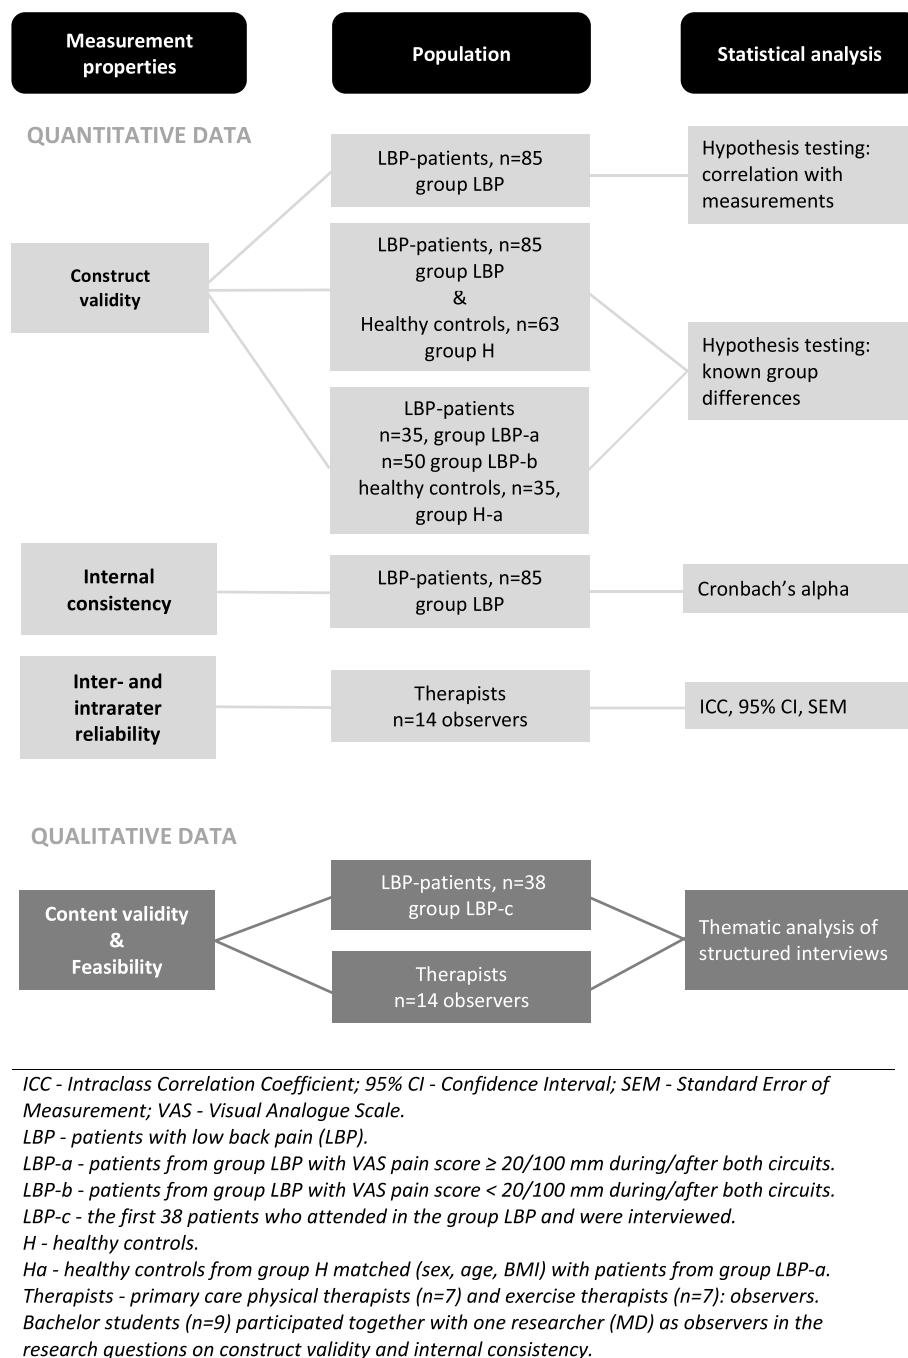 Measurement
properties
Population
Statistical analysis
QUANTITATIVE DATA
Construct
validity
LBP-patients, n=85
group LBP
Hypothesis testing:
correlation with
measurements
LBP-patients, n=85
group LBP
&
Healthy controls, n=63
group H
LBP-patients
n=35, group LBP-a
n=50 group LBP-b
healthy controls, n=35,
group H-a
Hypothesis testing:
known group
differences
Internal
consistency
LBP-patients, n=85
group LBP
Cronbach’s alpha
Inter- and
intrarater
reliability
Therapists
n=14 observers
ICC, 95% CI, SEM
QUALITATIVE DATA
Content validity
&
Feasibility
LBP-patients, n=38
group LBP-c
Therapists
n=14 observers
Thematic analysis of
structured interviews
ICC - Intraclass Correlation Coefficient; 95% CI - Confidence Interval; SEM - Standard Error of
Measurement; VAS - Visual Analogue Scale.
LBP - patients with low back pain (LBP).
LBP-a - patients from group LBP with VAS pain score ≥ 20/100 mm during/after both circuits.
LBP-b - patients from group LBP with VAS pain score < 20/100 mm during/after both circuits.
LBP-c - the first 38 patients who attended in the group LBP and were interviewed.
H - healthy controls.
Ha - healthy controls from group H matched (sex, age, BMI) with patients from group LBP-a.
Therapists - primary care physical therapists (n=7) and exercise therapists (n=7): observers.
Bachelor students (n=9) participated together with one researcher (MD) as observers in the
research questions on construct validity and internal consistency.